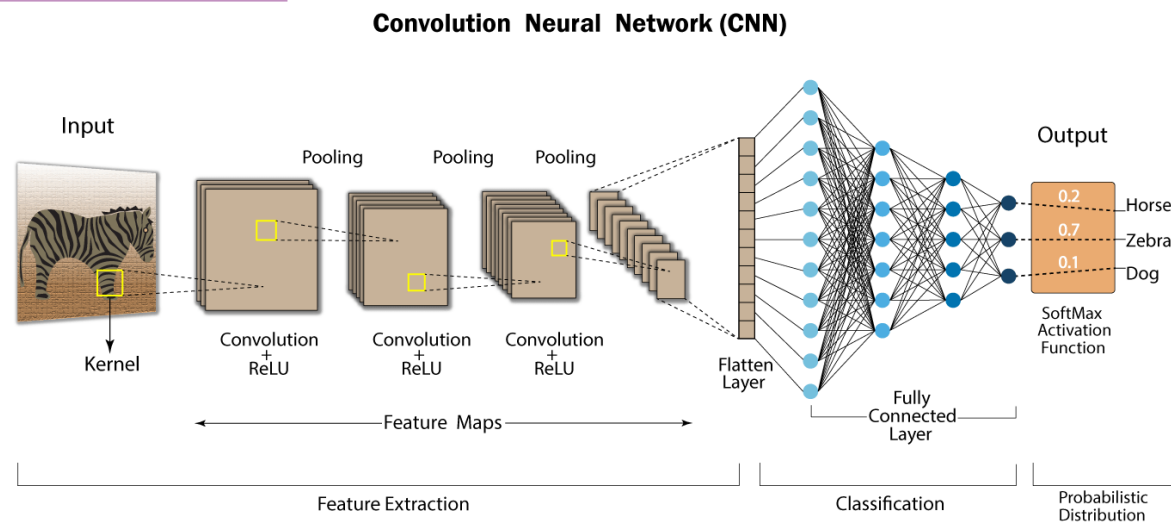 Convolution Neural Network (CNN)
Input
Pooling
Pooling
Pooling
Output
0.2
Horse
0.7
Zebra
0.1
Dog
SoftMax
Activation
Function
Kernel
Convolution
+
ReLU
Convolution
+
ReLU
Convolution
+
ReLU
Flatten
Layer
Fully
Connected
Layer
Feature Maps
Feature Extraction
Classification
Probabilistic
Distribution